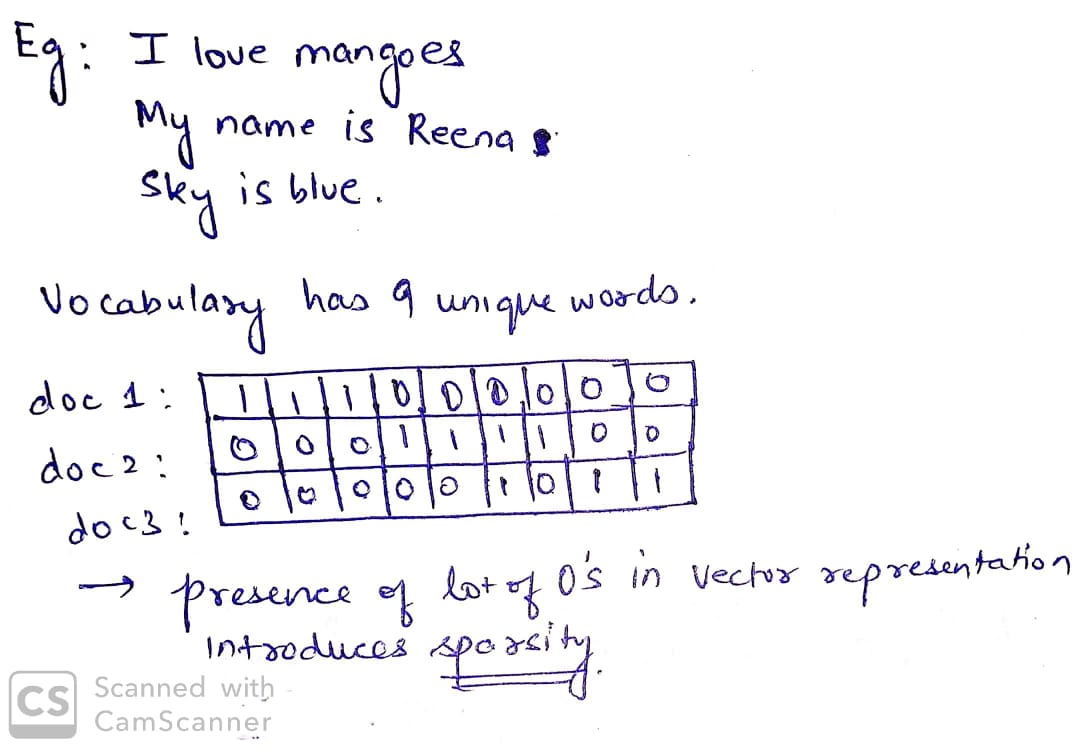 Eg: I love mangoes
My name is Reena
Sky is blue.
Vocabulary has 9 unique words.
doc 1: 1 1 1 0 0 0 0 0 0
doc 2: 0 0 0 1 1 1 1 0 0
doc3: 0 0 0 0 0 1 0 1 1
→ presence of lot of 0's in vector representation
introduces sparsity.
CS Scanned with
CamScanner